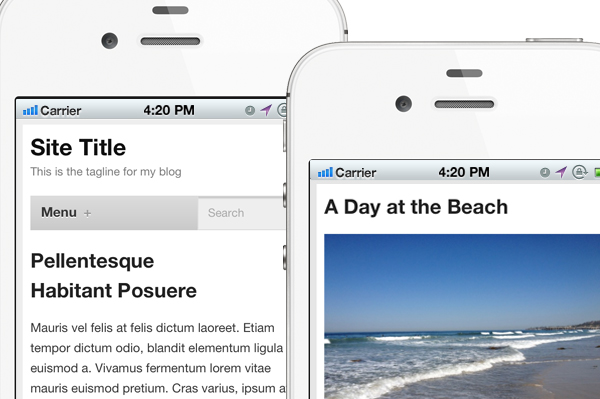 Carrier 4:20 PM
Site Title
This is the tagline for my blog
Menu + Search
Pellentesque
Habitant Posuere
Mauris vel felis at felis dictum laoreet. Etiam
tempor dictum odio, blandit elementum ligula
euismod a. Vivamus fermentum lorem vitae
mauris euismod pretium. Cras varius, ipsum a
Carrier 4:20 PM
A Day at the Beach